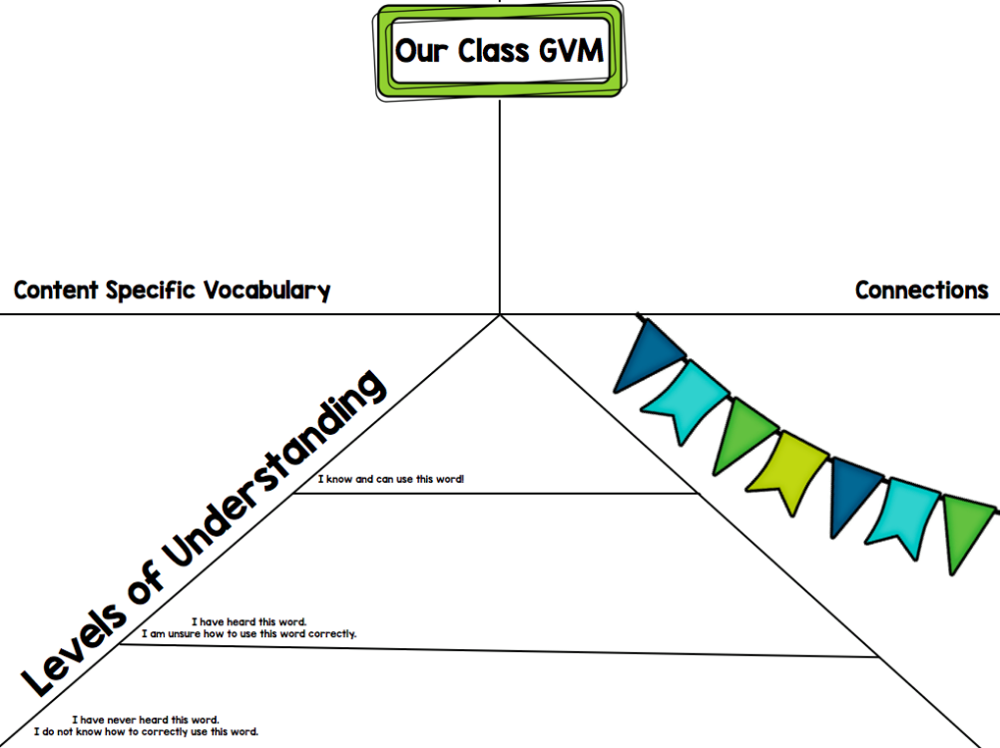 Our Class GVM
Content Specific Vocabulary
Connections
Levels of Understanding
I know and can use this word!
I have heard this word.
I am unsure how to use this word correctly.
I have never heard this word.
I do not know how to correctly use this word.